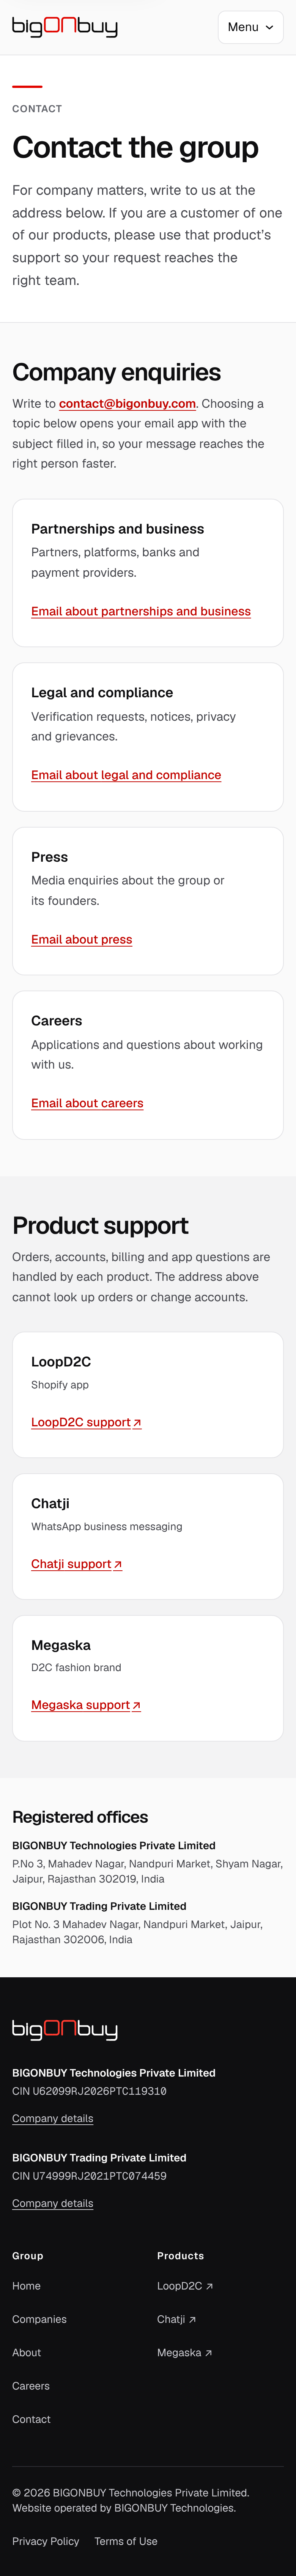 bigONbuy
Menu
CONTACT
Contact the group
For company matters, write to us at the
address below. If you are a customer of one
of our products, please use that product's
support so your request reaches the
right team.
Company enquiries
Write to contact@bigonbuy.com. Choosing a
topic below opens your email app with the
subject filled in, so your message reaches the
right person faster.
Partnerships and business
Partners, platforms, banks and
payment providers.
Email about partnerships and business
Legal and compliance
Verification requests, notices, privacy
and grievances.
Email about legal and compliance
Press
Media enquiries about the group or
its founders.
Email about press
Careers
Applications and questions about working
with us.
Email about careers
Product support
Orders, accounts, billing and app questions are
handled by each product. The address above
cannot look up orders or change accounts.
LoopD2C
Shopify app
LoopD2C support ↗
Chatji
WhatsApp business messaging
Chatji support ↗
Megaska
D2C fashion brand
Megaska support ↗
Registered offices
BIGONBUY Technologies Private Limited
P.No 3, Mahadev Nagar, Nandpuri Market, Shyam Nagar,
Jaipur, Rajasthan 302019, India
BIGONBUY Trading Private Limited
Plot No. 3 Mahadev Nagar, Nandpuri Market, Jaipur,
Rajasthan 302006, India
bigONbuy
BIGONBUY Technologies Private Limited
CIN U62099RJ2026PTC119310
Company details
BIGONBUY Trading Private Limited
CIN U74999RJ2021PTC074459
Company details
Group
Home
Companies
About
Careers
Contact
Products
LoopD2C ↗
Chatji ↗
Megaska ↗
© 2026 BIGONBUY Technologies Private Limited.
Website operated by BIGONBUY Technologies.
Privacy Policy Terms of Use